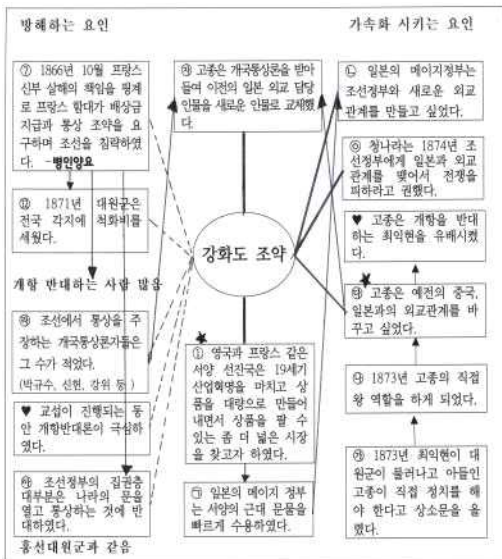 방해하는 요인
⑦ 1866년 10월 프랑스
신부 살해의 책임을 핑계
로 프랑스 함대가 배상금
지급과 통상 조약을 요
구하며 조선을 침략하였
다. -병인양요
⑫ 1871년 대원군은
전국 각지에 척화비를
세웠다.
개항 반대하는 사람 많음
조선에서 통상을 주
장하는 개국통상론자들은
그 수가 적었다.
(박규수, 신헌, 강위 등)
♥ 교섭이 진행되는 동
안 개항반대론이 극심하
였다.
조선정부의 집권층
대부분은 나라의 문을
열고 통상하는 것에 반
대하였다.
흥선대원군과 같음
고종은 개국통상론을 받아
들여 이전의 일본 외교 담당
인물을 새로운 인물로 교체했
다.
강화도 조약
① 영국과 프랑스 같은
서양 선진국은 19세기
산업혁명을 마치고 상
품을 대량으로 만들어
내면서 상품을 팔 수
있는 좀 더 넓은 시장
을 찾고자 하였다.
㉠ 일본의 메이지 정부
는 서양의 근대 문물을
빠르게 수용하였다.
가속화 시키는 요인
㉡ 일본의 메이지정부는
조선정부와 새로운 외교
관계를 만들고 싶었다.
⑥ 청나라는 1874년 조
선정부에게 일본과 외교
관계를 맺어서 전쟁을
피하라고 권했다.
♥ 고종은 개항을 반대
하는 최익현을 유배시켰
다.
고종은 예전의 중국,
일본과의 외교관계를 바
꾸고 싶었다.
㉯ 1873년 고종의 직접
왕 역할을 하게 되었다.
1873년 최익현이 대
원군이 물러나고 아들인
고종이 직접 정치를 해
야 한다고 상소문을 올
렸다.